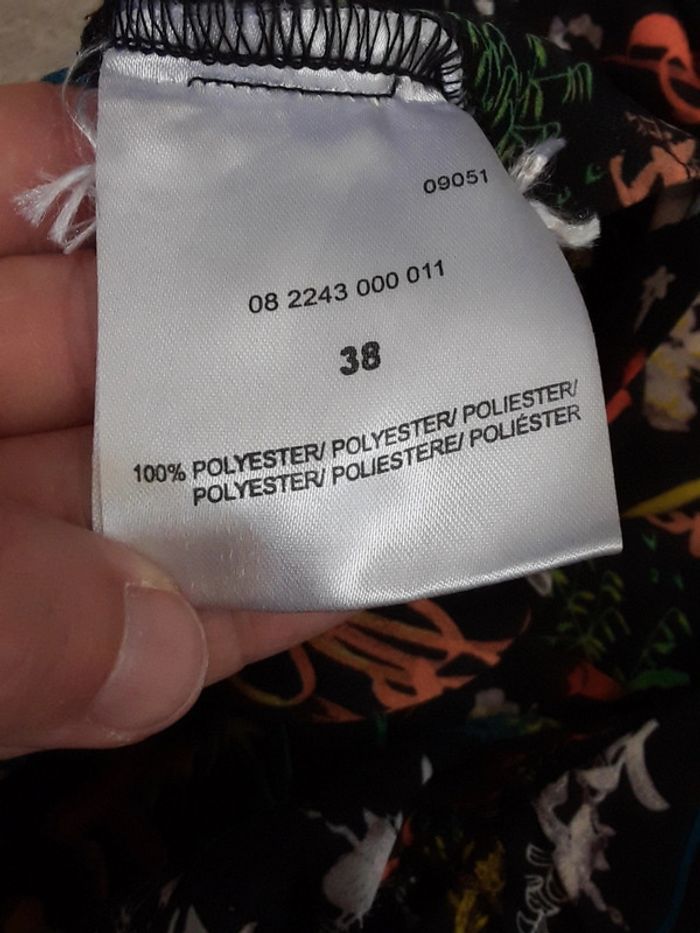 09051
08 2243 000 011
38
100% POLYESTER/ POLYESTER/ POLIESTER/
POLYESTER/ POLIESTERE/ POLIÉSTER